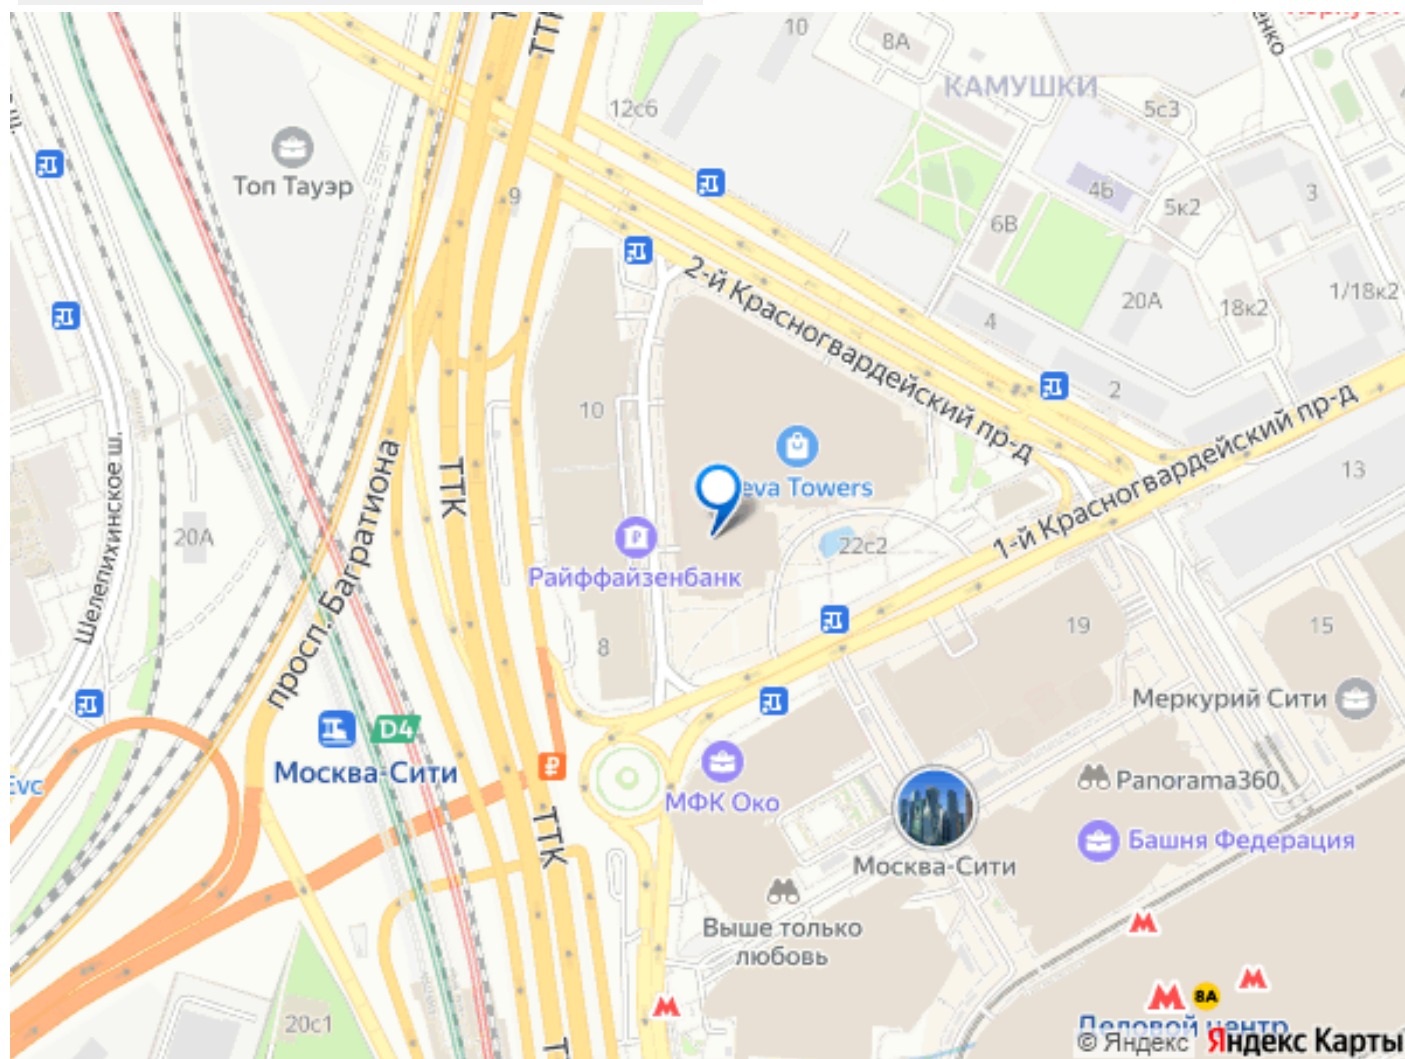 ТТК
10
8А
КАМУШКИ
12с6
5с3
Топ Тауэр
9
4Б
5к2
3
6В
2-й Красногвардейский пр-д
20А
18к2
1/18к2
4
2
10
1-й Красногвардейский пр-д
13
eva Towers
ТТК
просп. Багратиона
Шелепихинское ш.
20А
22с2
Райффайзенбанк
8
19
15
Меркурий Сити
D4
Москва-Сити
₽
МФК Око
Panorama360
Башня Федерация
Москва-Сити
ТТК
Выше только
любовь
8А
20с1
Деловой центр
© Яндекс Яндекс Карты